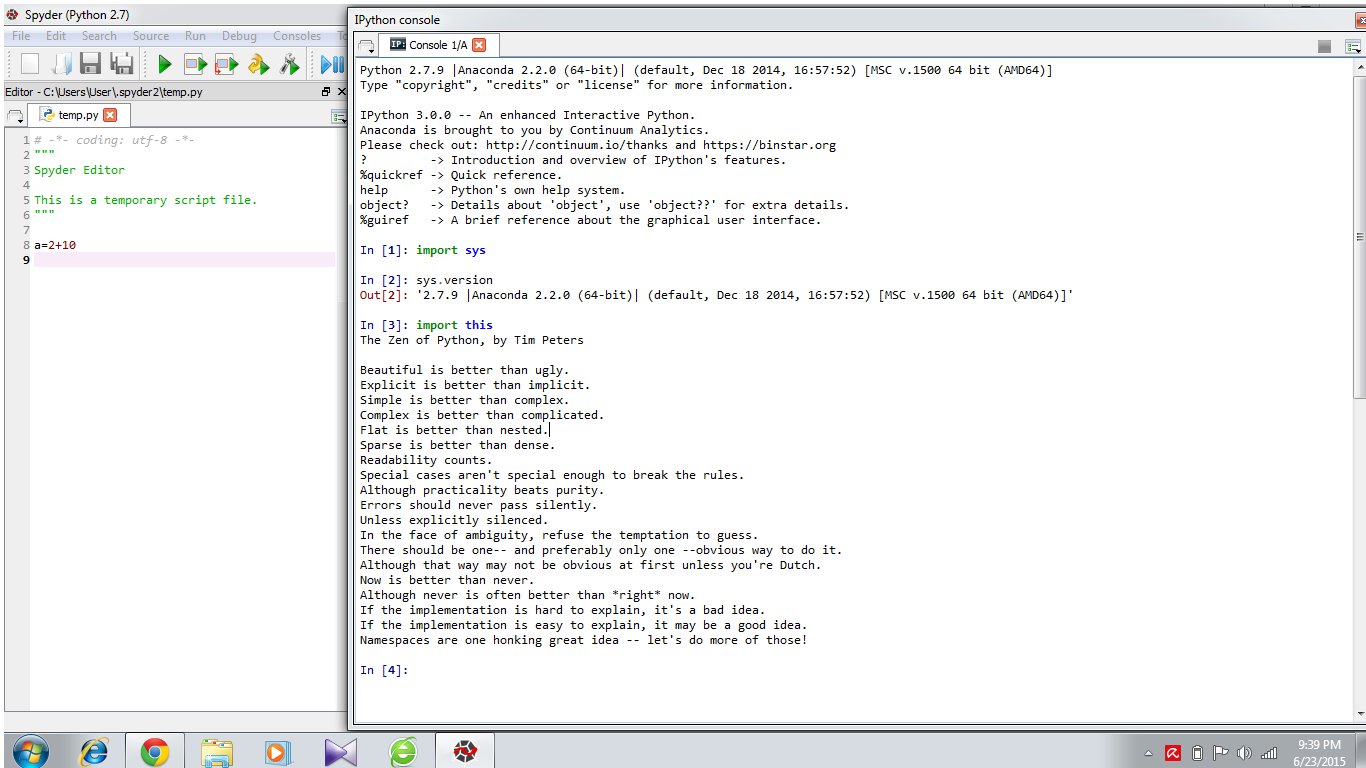 Spyder (Python 2.7)
File Edit Search Source Run Debug Consoles To
Editor - C:\Users\User\.spyder2\temp.py
temp.py
1 # -*- coding: utf-8 -*-
2 """
3 Spyder Editor
4
5 This is a temporary script file.
6 """
7
8 a=2+10
9
IPython console
IP: Console 1/A
Python 2.7.9 |Anaconda 2.2.0 (64-bit)| (default, Dec 18 2014, 16:57:52) [MSC v.1500 64 bit (AMD64)]
Type "copyright", "credits" or "license" for more information.
IPython 3.0.0 -- An enhanced Interactive Python.
Anaconda is brought to you by Continuum Analytics.
Please check out: http://continuum.io/thanks and https://binstar.org
?         -> Introduction and overview of IPython's features.
%quickref -> Quick reference.
help      -> Python's own help system.
object?   -> Details about 'object', use 'object??' for extra details.
%guiref   -> A brief reference about the graphical user interface.
In [1]: import sys
In [2]: sys.version
Out[2]: '2.7.9 |Anaconda 2.2.0 (64-bit)| (default, Dec 18 2014, 16:57:52) [MSC v.1500 64 bit (AMD64)]'
In [3]: import this
The Zen of Python, by Tim Peters
Beautiful is better than ugly.
Explicit is better than implicit.
Simple is better than complex.
Complex is better than complicated.
Flat is better than nested.
Sparse is better than dense.
Readability counts.
Special cases aren't special enough to break the rules.
Although practicality beats purity.
Errors should never pass silently.
Unless explicitly silenced.
In the face of ambiguity, refuse the temptation to guess.
There should be one-- and preferably only one --obvious way to do it.
Although that way may not be obvious at first unless you're Dutch.
Now is better than never.
Although never is often better than *right* now.
If the implementation is hard to explain, it's a bad idea.
If the implementation is easy to explain, it may be a good idea.
Namespaces are one honking great idea -- let's do more of those!
In [4]:
9:39 PM
6/23/2015